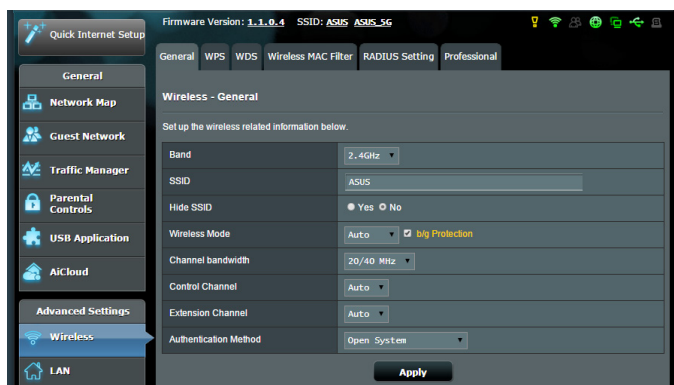 Quick Internet Setup
Firmware Version: 1.1.0.4 SSID: ASUS ASUS_5G
General WPS WDS Wireless MAC Filter RADIUS Setting Professional
General
Network Map
Guest Network
Traffic Manager
Parental
Controls
USB Application
AiCloud
Advanced Settings
Wireless
LAN
Wireless - General
Set up the wireless related information below.
Band 2.4GHz
SSID ASUS
Hide SSID Yes No
Wireless Mode Auto b/g Protection
Channel bandwidth 20/40 MHz
Control Channel Auto
Extension Channel Auto
Authentication Method Open System
Apply